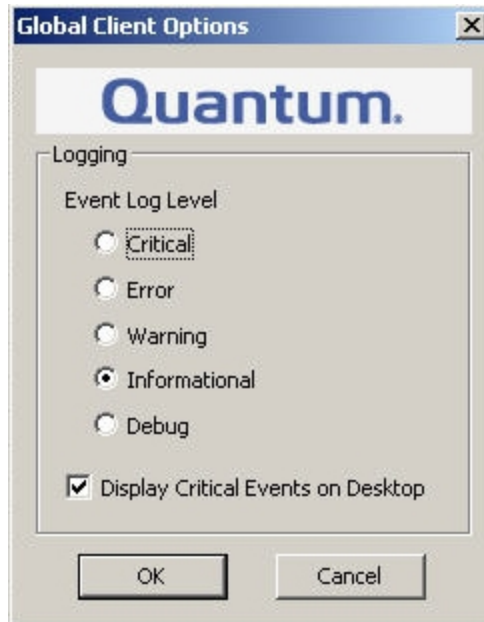 Global Client Options
Quantum.
Logging
Event Log Level
Critical
Error
Warning
Informational
Debug
Display Critical Events on Desktop
OK Cancel